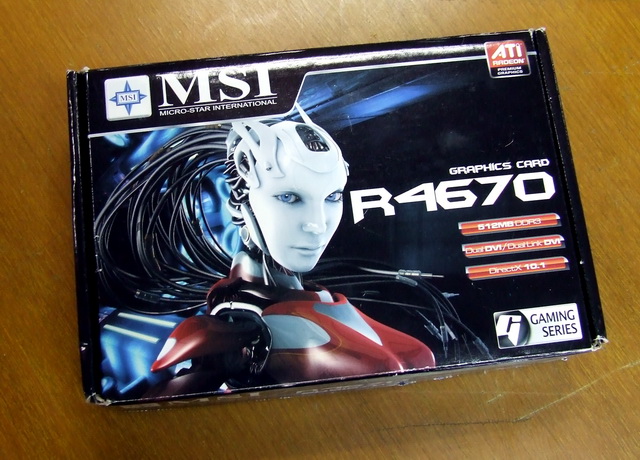 MSI
MSI
MICRO-STAR INTERNATIONAL
ATI
RADEON
PREMIUM
GRAPHICS
GRAPHICS CARD
R4670
512MB DDR3
Dual DVI / Dual Link DVI
DirectX 10.1
GAMING
SERIES